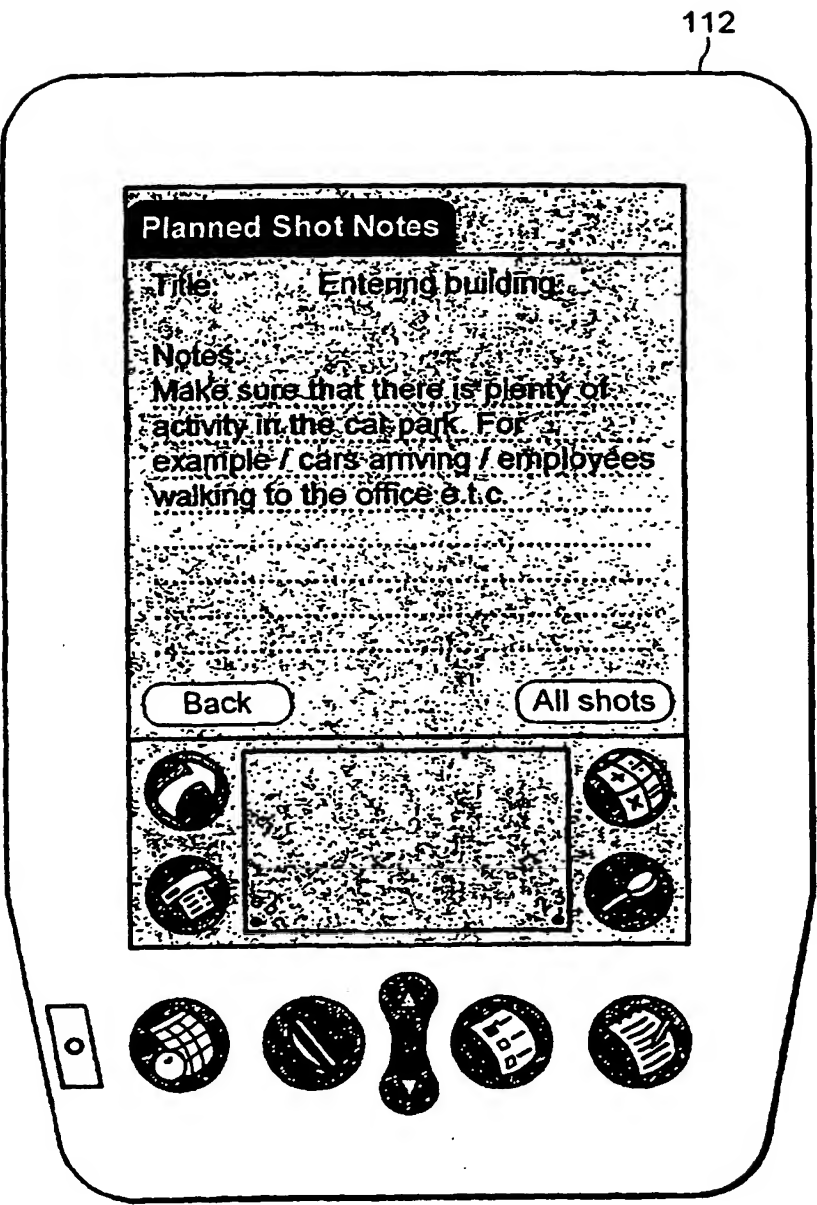 112
Planned Shot Notes
Title: Entering building
Notes:
Make sure that there is plenty of
activity in the car park. For
example / cars arriving / employees
walking to the office e.t.c.
Back All shots